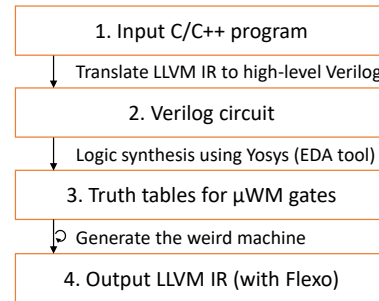 1. Input C/C++ program
Translate LLVM IR to high-level Verilog
2. Verilog circuit
Logic synthesis using Yosys (EDA tool)
3. Truth tables for μWM gates
Generate the weird machine
4. Output LLVM IR (with Flexo)